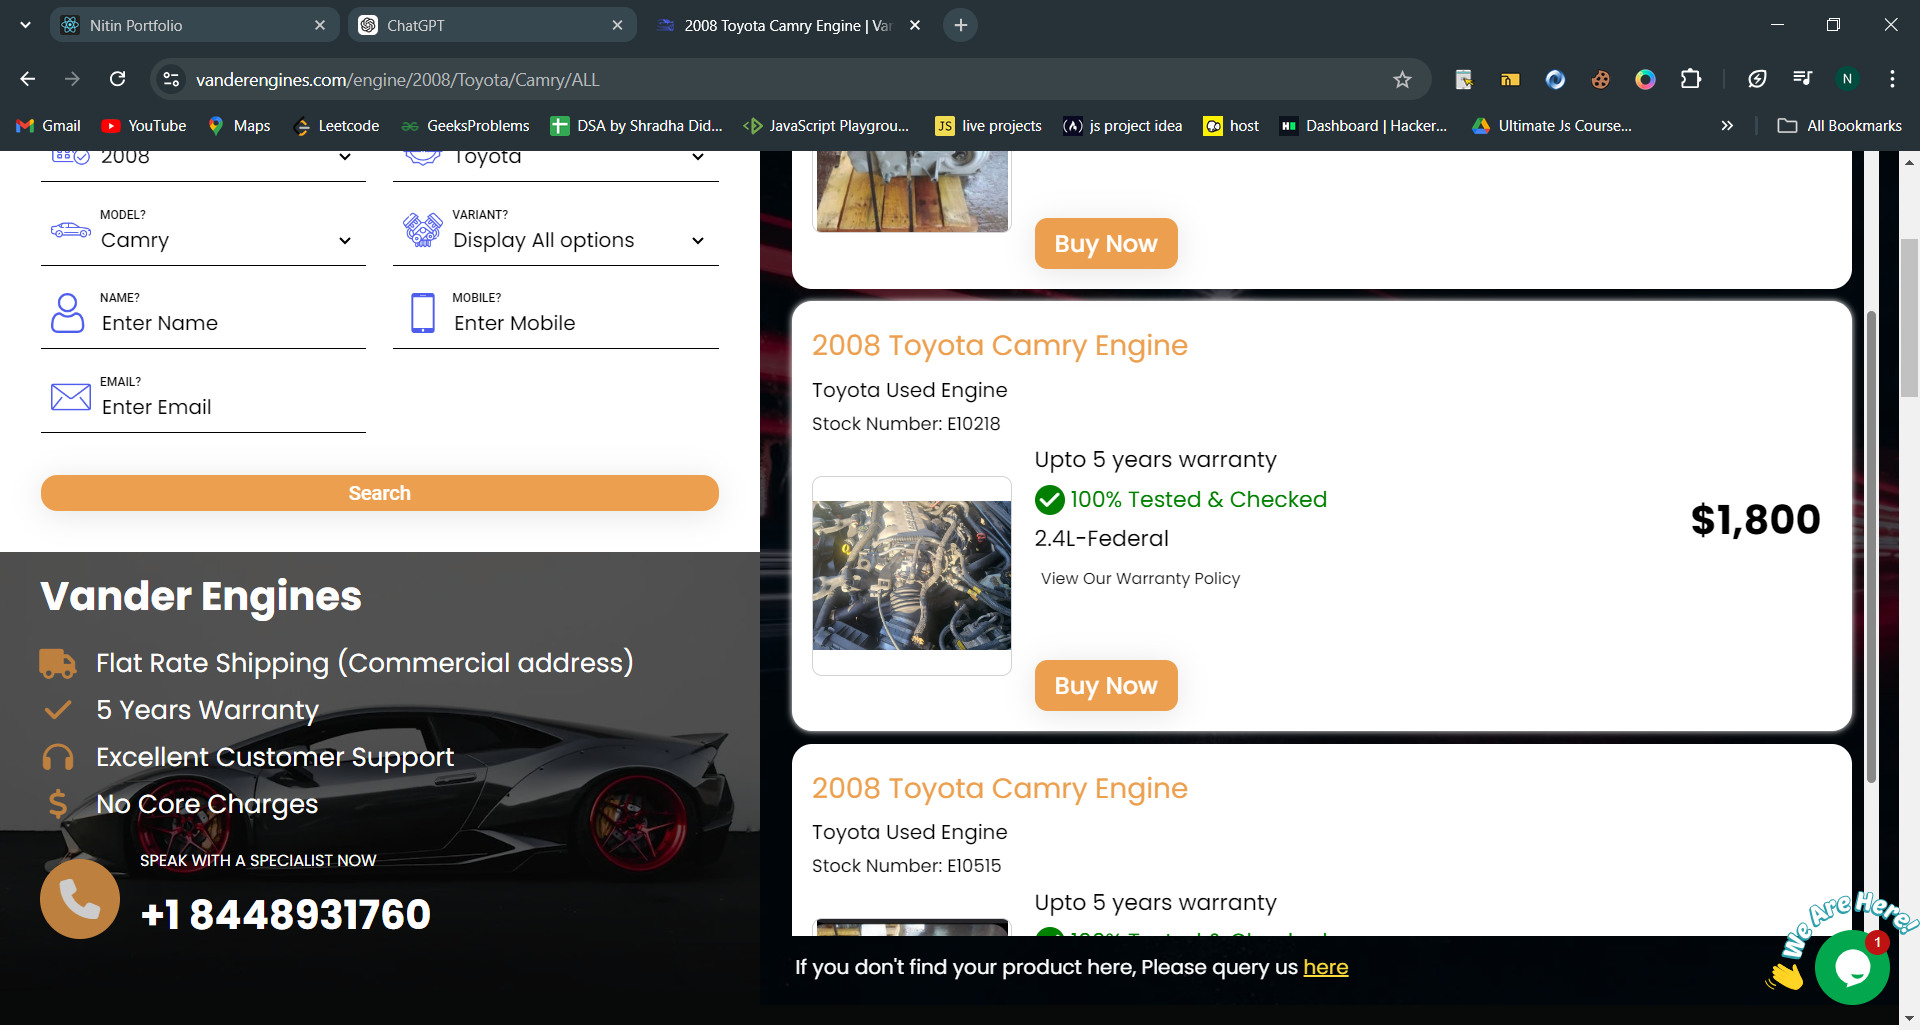 Nitin Portfolio
ChatGPT
2008 Toyota Camry Engine | Va
vanderengines.com/engine/2008/Toyota/Camry/ALL
N
Gmail
YouTube
Maps
Leetcode
GeeksProblems
DSA by Shradha Did...
JavaScript Playgrou...
JS
live projects
js project idea
host
Dashboard | Hacker...
Ultimate Js Course...
All Bookmarks
2008
Toyota
MODEL?
Camry
VARIANT?
Display All options
NAME?
Enter Name
MOBILE?
Enter Mobile
EMAIL?
Enter Email
Search
Vander Engines
Flat Rate Shipping (Commercial address)
5 Years Warranty
Excellent Customer Support
No Core Charges
SPEAK WITH A SPECIALIST NOW
+1 8448931760
Buy Now
2008 Toyota Camry Engine
Toyota Used Engine
Stock Number: E10218
Upto 5 years warranty
100% Tested & Checked
2.4L-Federal
View Our Warranty Policy
$1,800
Buy Now
2008 Toyota Camry Engine
Toyota Used Engine
Stock Number: E10515
Upto 5 years warranty
100% Tested & Checked
If you don't find your product here, Please query us here
We Are Here!
1